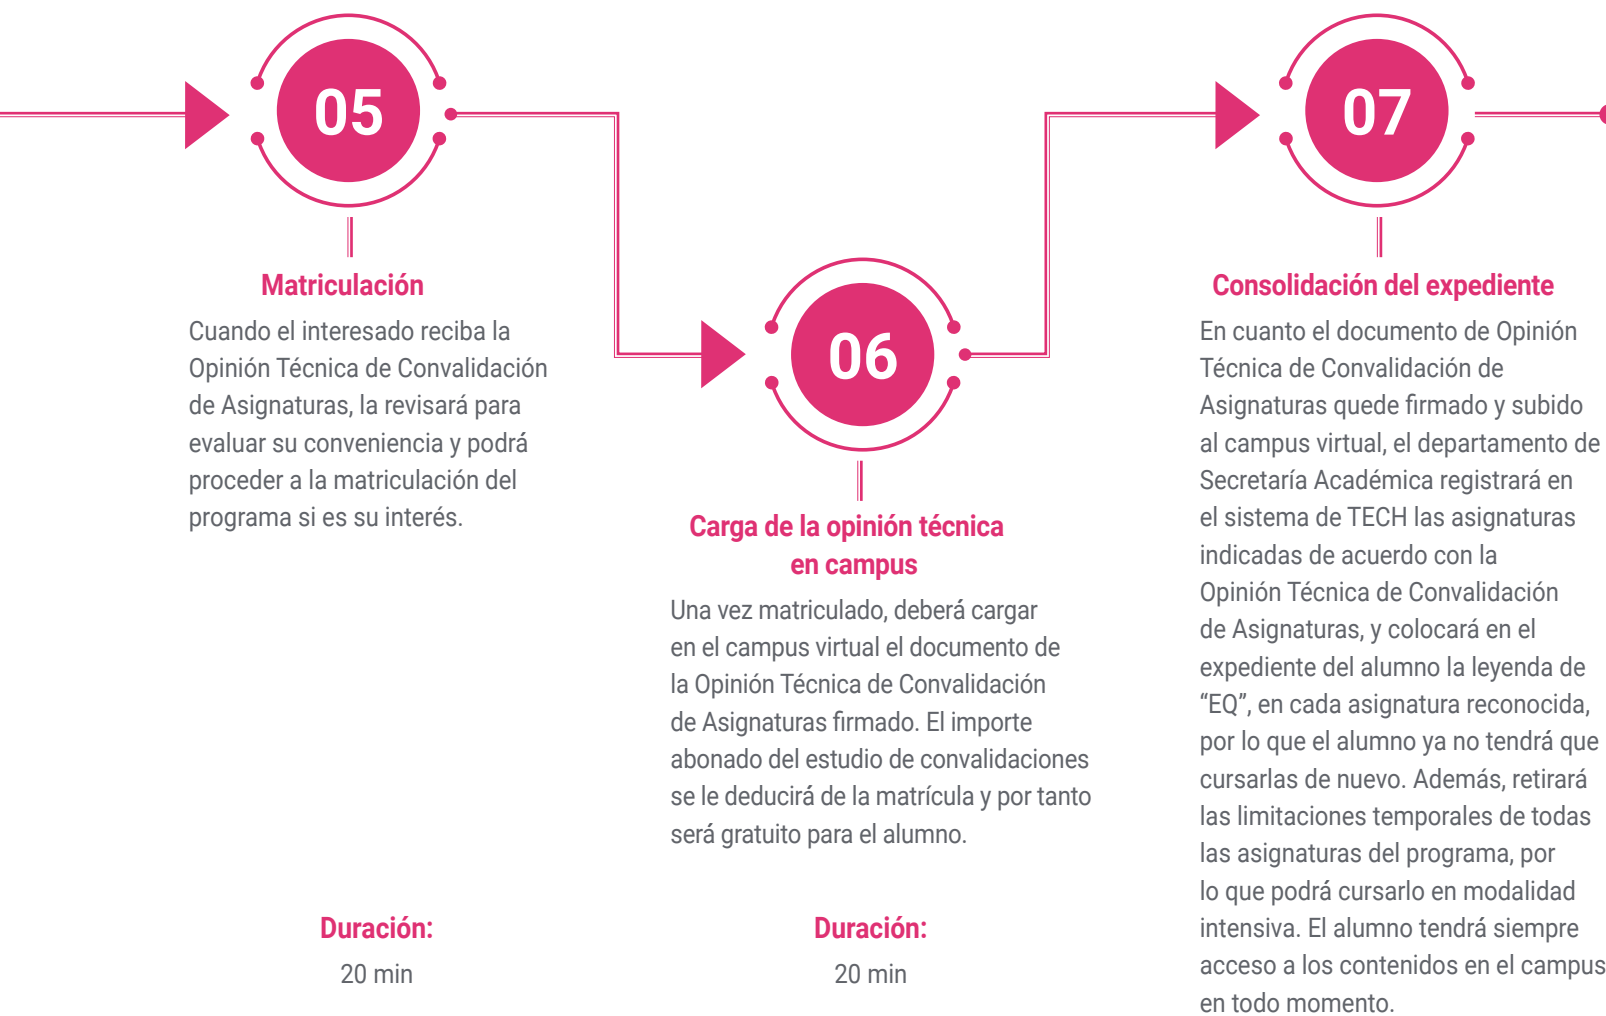 05
Matriculación
Cuando el interesado reciba la
Opinión Técnica de Convalidación
de Asignaturas, la revisará para
evaluar su conveniencia y podrá
proceder a la matriculación del
programa si es su interés.
Duración:
20 min
06
Carga de la opinión técnica
en campus
Una vez matriculado, deberá cargar
en el campus virtual el documento de
la Opinión Técnica de Convalidación
de Asignaturas firmado. El importe
abonado del estudio de convalidaciones
se le deducirá de la matrícula y por tanto
será gratuito para el alumno.
Duración:
20 min
07
Consolidación del expediente
En cuanto el documento de Opinión
Técnica de Convalidación de
Asignaturas quede firmado y subido
al campus virtual, el departamento de
Secretaría Académica registrará en
el sistema de TECH las asignaturas
indicadas de acuerdo con la
Opinión Técnica de Convalidación
de Asignaturas, y colocará en el
expediente del alumno la leyenda de
“EQ”, en cada asignatura reconocida,
por lo que el alumno ya no tendrá que
cursarlas de nuevo. Además, retirará
las limitaciones temporales de todas
las asignaturas del programa, por
lo que podrá cursarlo en modalidad
intensiva. El alumno tendrá siempre
acceso a los contenidos en el campus
en todo momento.